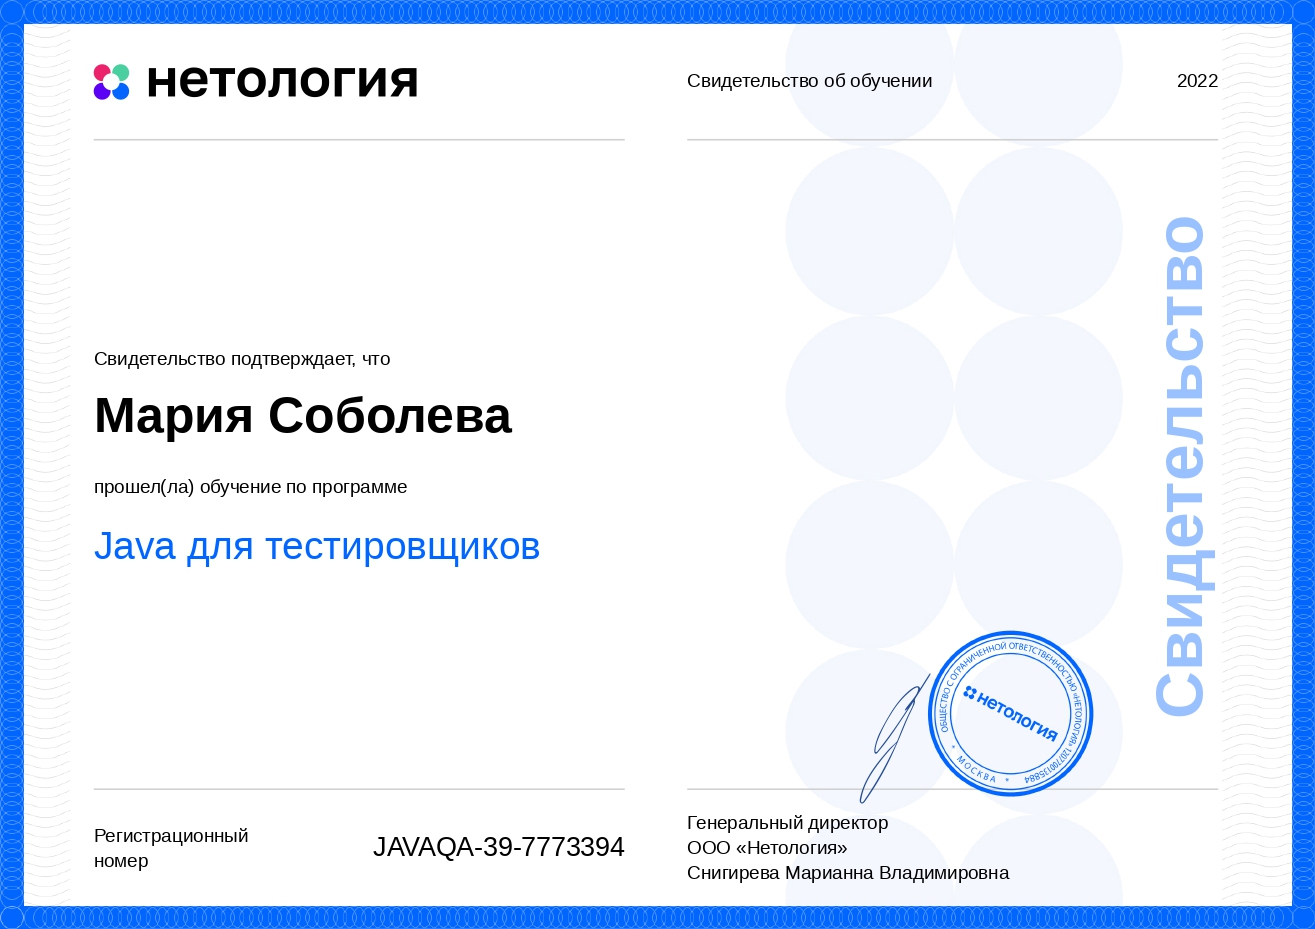 нетология
Свидетельство об обучении
2022
Свидетельство подтверждает, что
Мария Соболева
прошел(ла) обучение по программе
Java для тестировщиков
Свидетельство
ОБЩЕСТВО С ОГРАНИЧЕННОЙ ОТВЕТСТВЕННОСТЬЮ «НЕТОЛОГИЯ» 1207700135884
* МОСКВА *
нетология
Регистрационный
номер
JAVAQA-39-7773394
Генеральный директор
ООО «Нетология»
Снигирева Марианна Владимировна